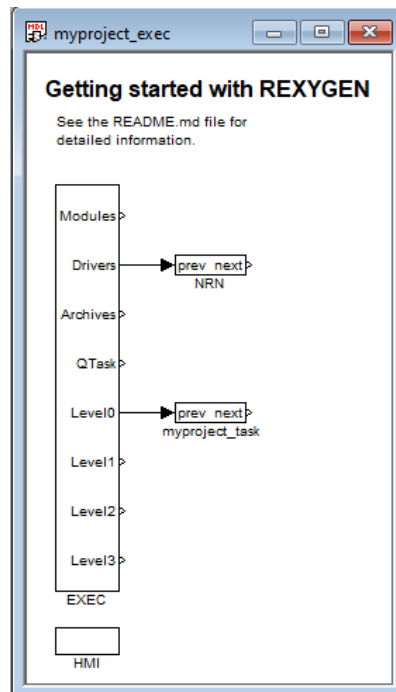 MDL
myproject_exec
Getting started with REXYGEN
See the README.md file for
detailed information.
Modules
Drivers
prev next
NRN
Archives
QTask
Level0
prev next
myproject_task
Level1
Level2
Level3
EXEC
HMI